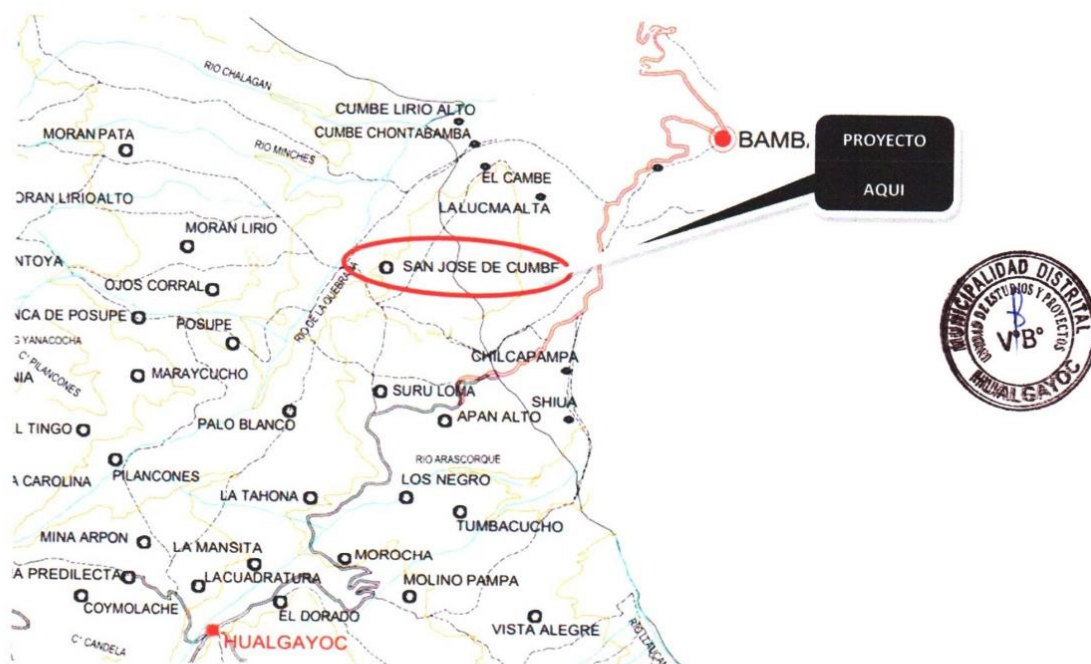 RIO CHALAGAN
CUMBE LIRIO ALTO
CUMBE CHONTABAMBA
MORAN PATA
RIO MINCHES
BAMB.
PROYECTO
AQUI
EL CAMBE
LALUCMAALTA
ORAN LIRIOALTO
MORAN LIRIO
NTOYA
SAN JOSE DE CUMBE
OJOS CORRAL
RIO DE LA QUEBRADA
NCA DE POSUPE
POSUPE
G YANACOCHA
C° PILANCONES
NIA
MARAYCUCHO
CHILCAPAMPA
SURU LOMA
SHIUA
PALO BLANCO
APAN ALTO
L TINGO
PILANCONES
RIO ARASCORQUE
A CAROLINA
LOS NEGRO
LA TAHONA
TUMBACUCHO
MINA ARPON
LA MANSITA
MOROCHA
A PREDILECTA
LACUADRATURA
MOLINO PAMPA
COYMOLACHE
EL DORADO
VISTA ALEGRE
C° CANDELA
HUALGAYOC
MUNICIPALIDAD DISTRITAL
UNIDAD DE ESTUDIOS Y PROYECTOS
V°B°
HUALGAYOC